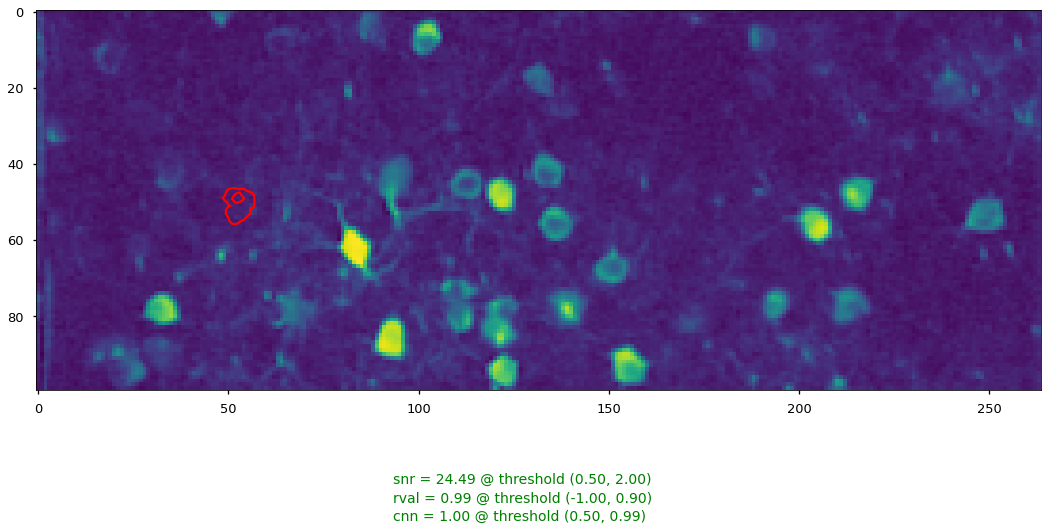 0
20
40
60
80
0 50 100 150 200 250
snr = 24.49 @ threshold (0.50, 2.00)
rval = 0.99 @ threshold (-1.00, 0.90)
cnn = 1.00 @ threshold (0.50, 0.99)